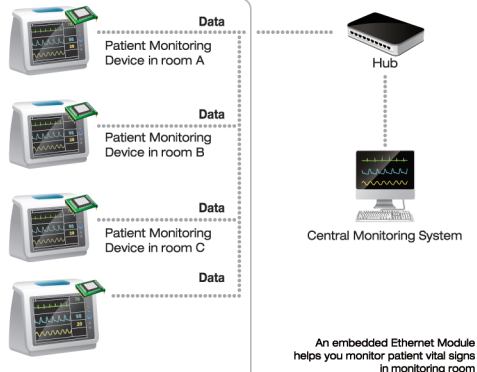 Data
Patient Monitoring
Device in room A
Hub
Data
Patient Monitoring
Device in room B
Data
Patient Monitoring
Device in room C
Central Monitoring System
Data
An embedded Ethernet Module
helps you monitor patient vital signs
in monitoring room